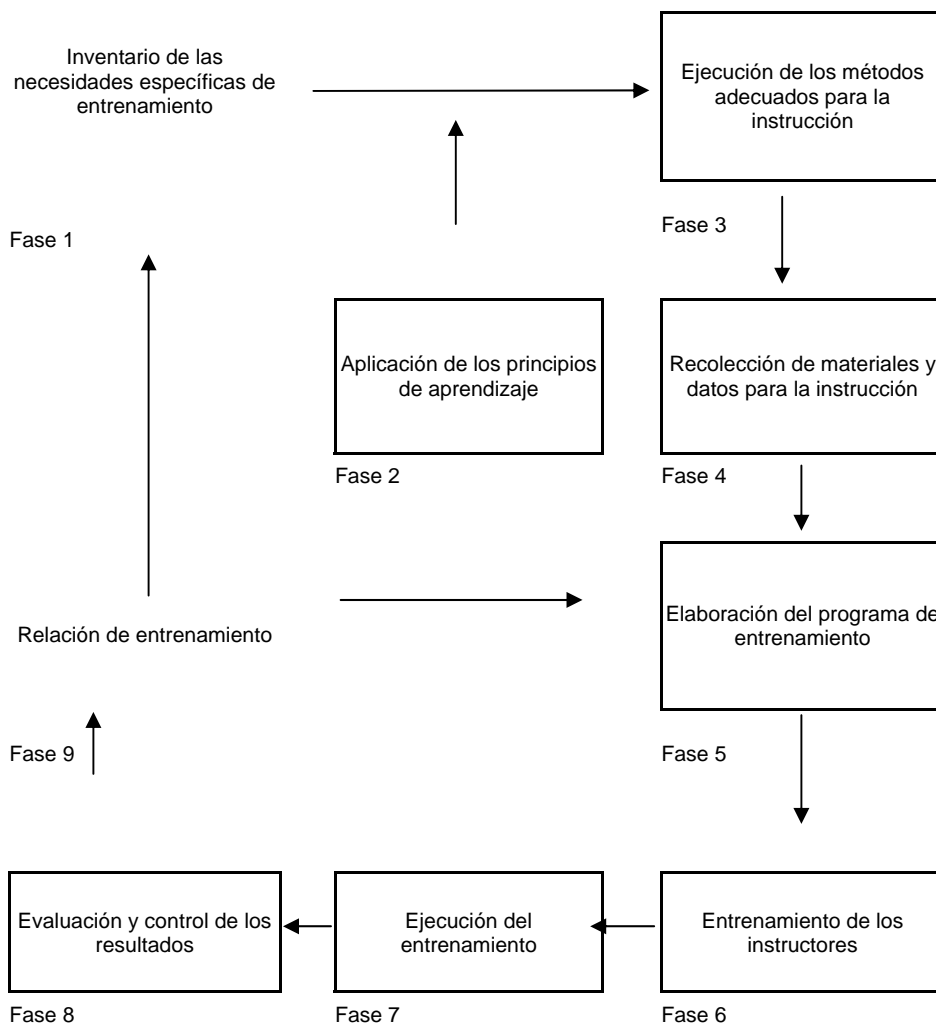 Inventario de las
necesidades específicas de
entrenamiento
Ejecución de los métodos
adecuados para la
instrucción
Fase 1
Fase 3
Aplicación de los principios
de aprendizaje
Recolección de materiales y
datos para la instrucción
Fase 2
Fase 4
Relación de entrenamiento
Elaboración del programa de
entrenamiento
Fase 9
Fase 5
Evaluación y control de los
resultados
Ejecución del
entrenamiento
Entrenamiento de los
instructores
Fase 8
Fase 7
Fase 6